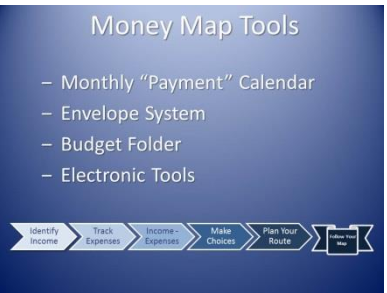 Money Map Tools
– Monthly “Payment” Calendar
– Envelope System
– Budget Folder
– Electronic Tools
Identify
Income
Track
Expenses
Income -
Expenses
Make
Choices
Plan Your
Route
Follow Your
Map